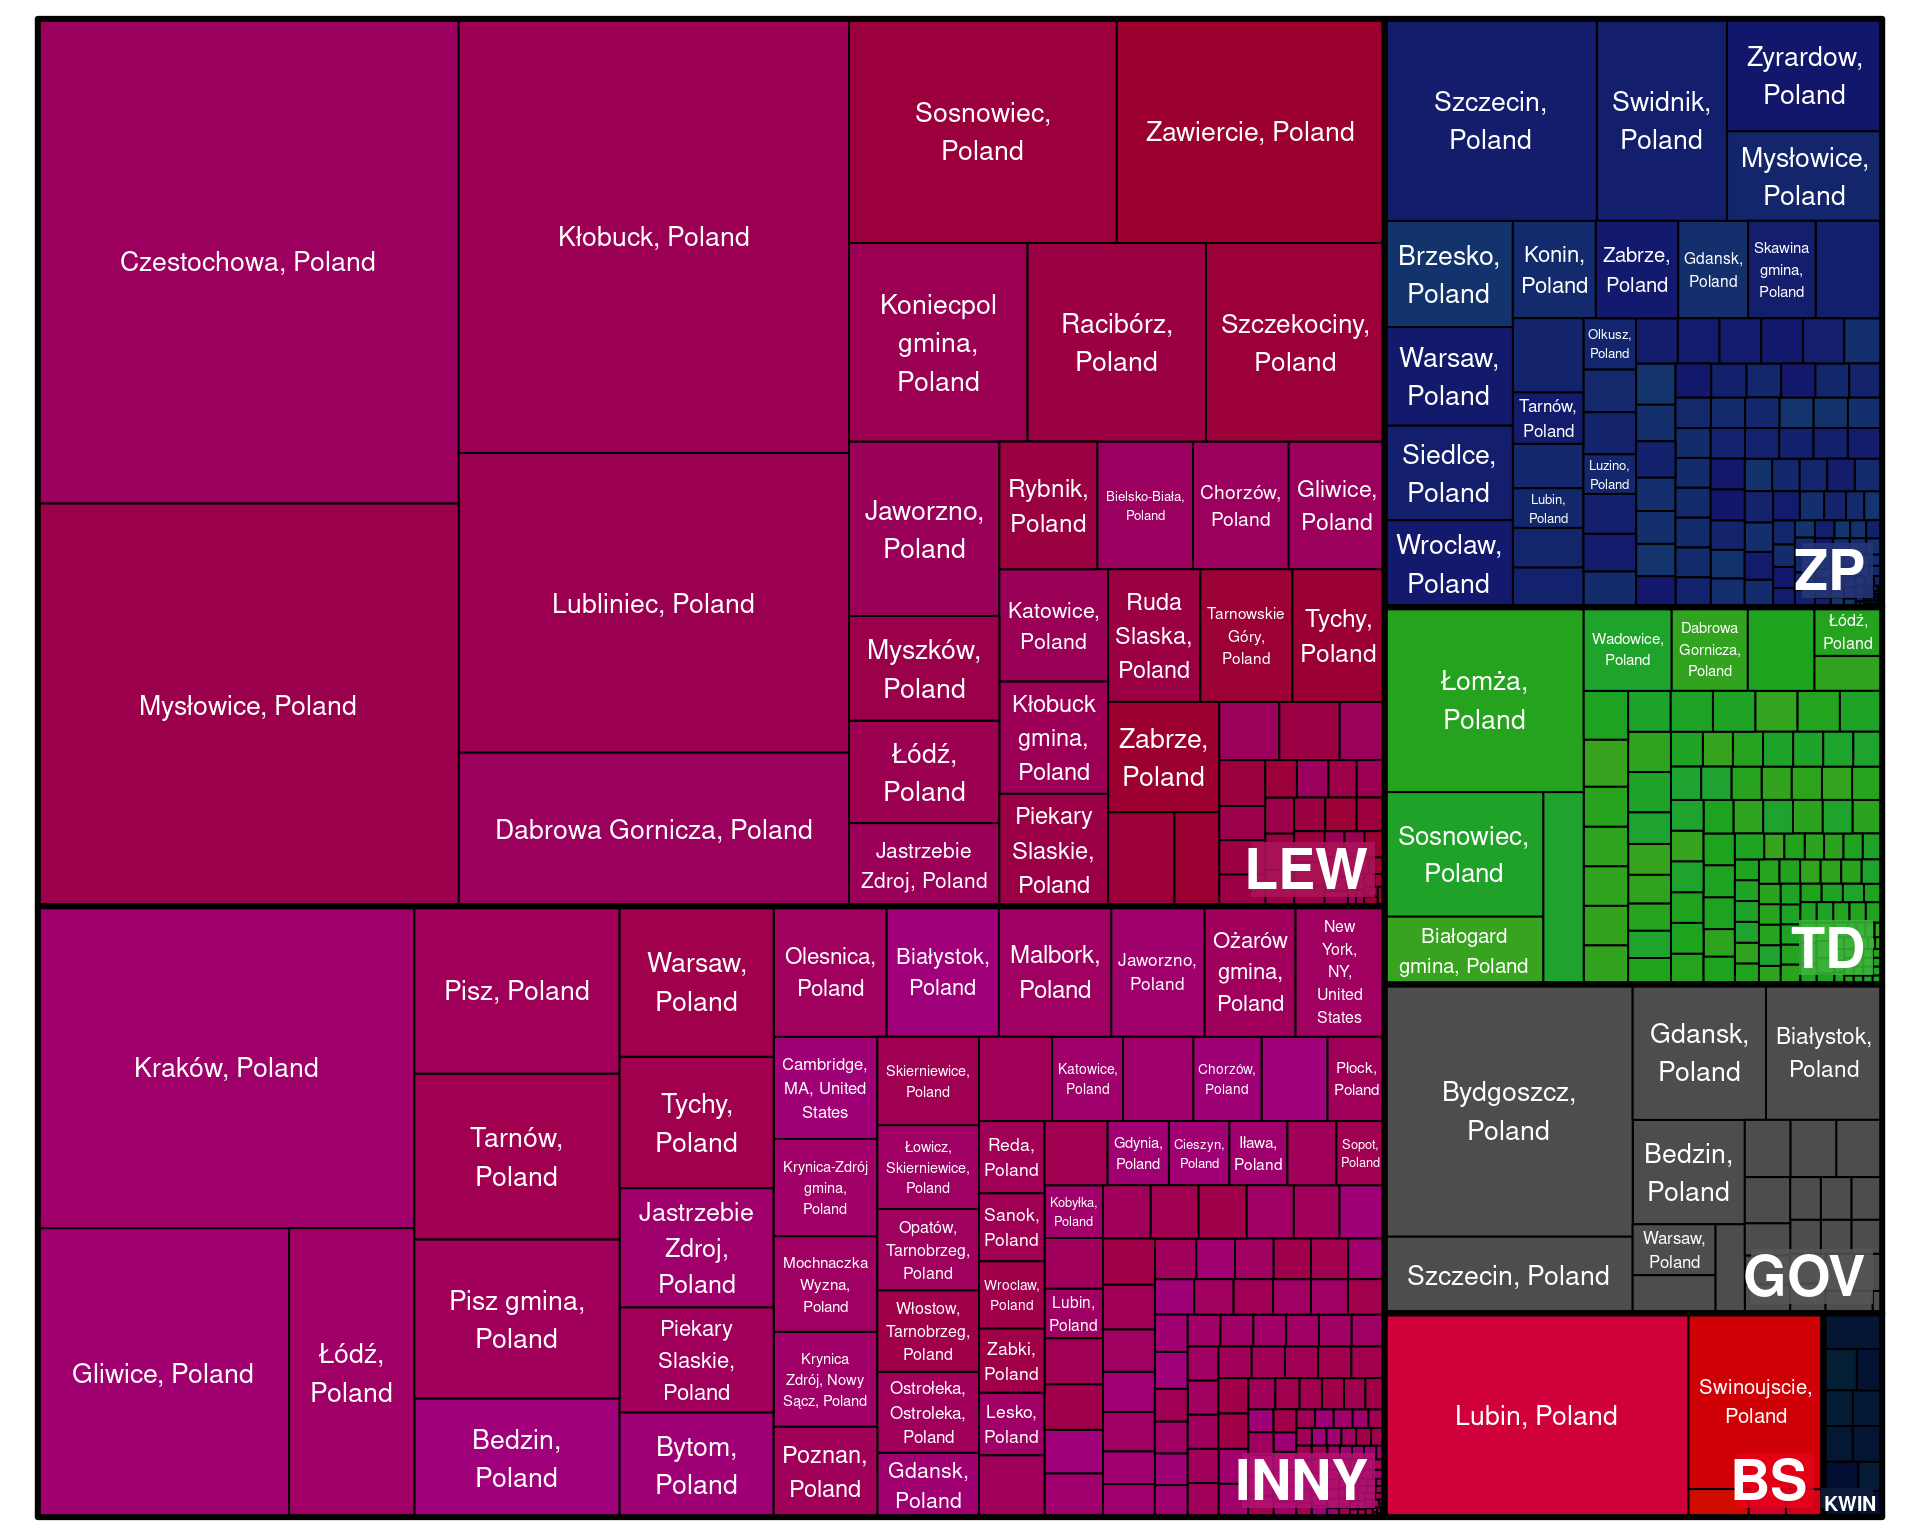 Czestochowa, Poland
Mysłowice, Poland
Kłobuck, Poland
Lubliniec, Poland
Dabrowa Gornicza, Poland
Sosnowiec,
Poland
Zawiercie, Poland
Koniecpol
gmina,
Poland
Racibórz,
Poland
Szczekociny,
Poland
Jaworzno,
Poland
Myszków,
Poland
Łódź,
Poland
Jastrzebie
Zdroj, Poland
Rybnik,
Poland
Bielsko-Biała,
Poland
Chorzów,
Poland
Gliwice,
Poland
Katowice,
Poland
Kłobuck
gmina,
Poland
Piekary
Slaskie,
Poland
Ruda
Slaska,
Poland
Tarnowskie
Góry,
Poland
Tychy,
Poland
Zabrze,
Poland
LEW
Kraków, Poland
Gliwice, Poland
Łódź,
Poland
Pisz, Poland
Tarnów,
Poland
Pisz gmina,
Poland
Bedzin,
Poland
Warsaw,
Poland
Tychy,
Poland
Jastrzebie
Zdroj,
Poland
Piekary
Slaskie,
Poland
Bytom,
Poland
Olesnica,
Poland
Białystok,
Poland
Malbork,
Poland
Jaworzno,
Poland
Ożarów
gmina,
Poland
New
York,
NY,
United
States
Cambridge,
MA, United
States
Krynica-Zdrój
gmina,
Poland
Mochnaczka
Wyzna,
Poland
Krynica
Zdrój, Nowy
Sącz, Poland
Poznan,
Poland
Skierniewice,
Poland
Łowicz,
Skierniewice,
Poland
Opatów,
Tarnobrzeg,
Poland
Włostow,
Tarnobrzeg,
Poland
Ostrołeka,
Ostroleka,
Poland
Gdansk,
Poland
Katowice,
Poland
Chorzów,
Poland
Płock,
Poland
Reda,
Poland
Sanok,
Poland
Wroclaw,
Poland
Zabki,
Poland
Lesko,
Poland
Gdynia,
Poland
Cieszyn,
Poland
Iława,
Poland
Sopot,
Poland
Kobyłka,
Poland
Lubin,
Poland
INNY
Szczecin,
Poland
Swidnik,
Poland
Zyrardow,
Poland
Mysłowice,
Poland
Brzesko,
Poland
Warsaw,
Poland
Siedlce,
Poland
Wroclaw,
Poland
Konin,
Poland
Zabrze,
Poland
Gdansk,
Poland
Skawina
gmina,
Poland
Olkusz,
Poland
Tarnów,
Poland
Luzino,
Poland
Lubin,
Poland
ZP
Łomża,
Poland
Sosnowiec,
Poland
Białogard
gmina, Poland
Wadowice,
Poland
Dabrowa
Gornicza,
Poland
Łódź,
Poland
TD
Bydgoszcz,
Poland
Szczecin, Poland
Gdansk,
Poland
Białystok,
Poland
Bedzin,
Poland
Warsaw,
Poland
GOV
Lubin, Poland
Swinoujscie,
Poland
BS
KWIN